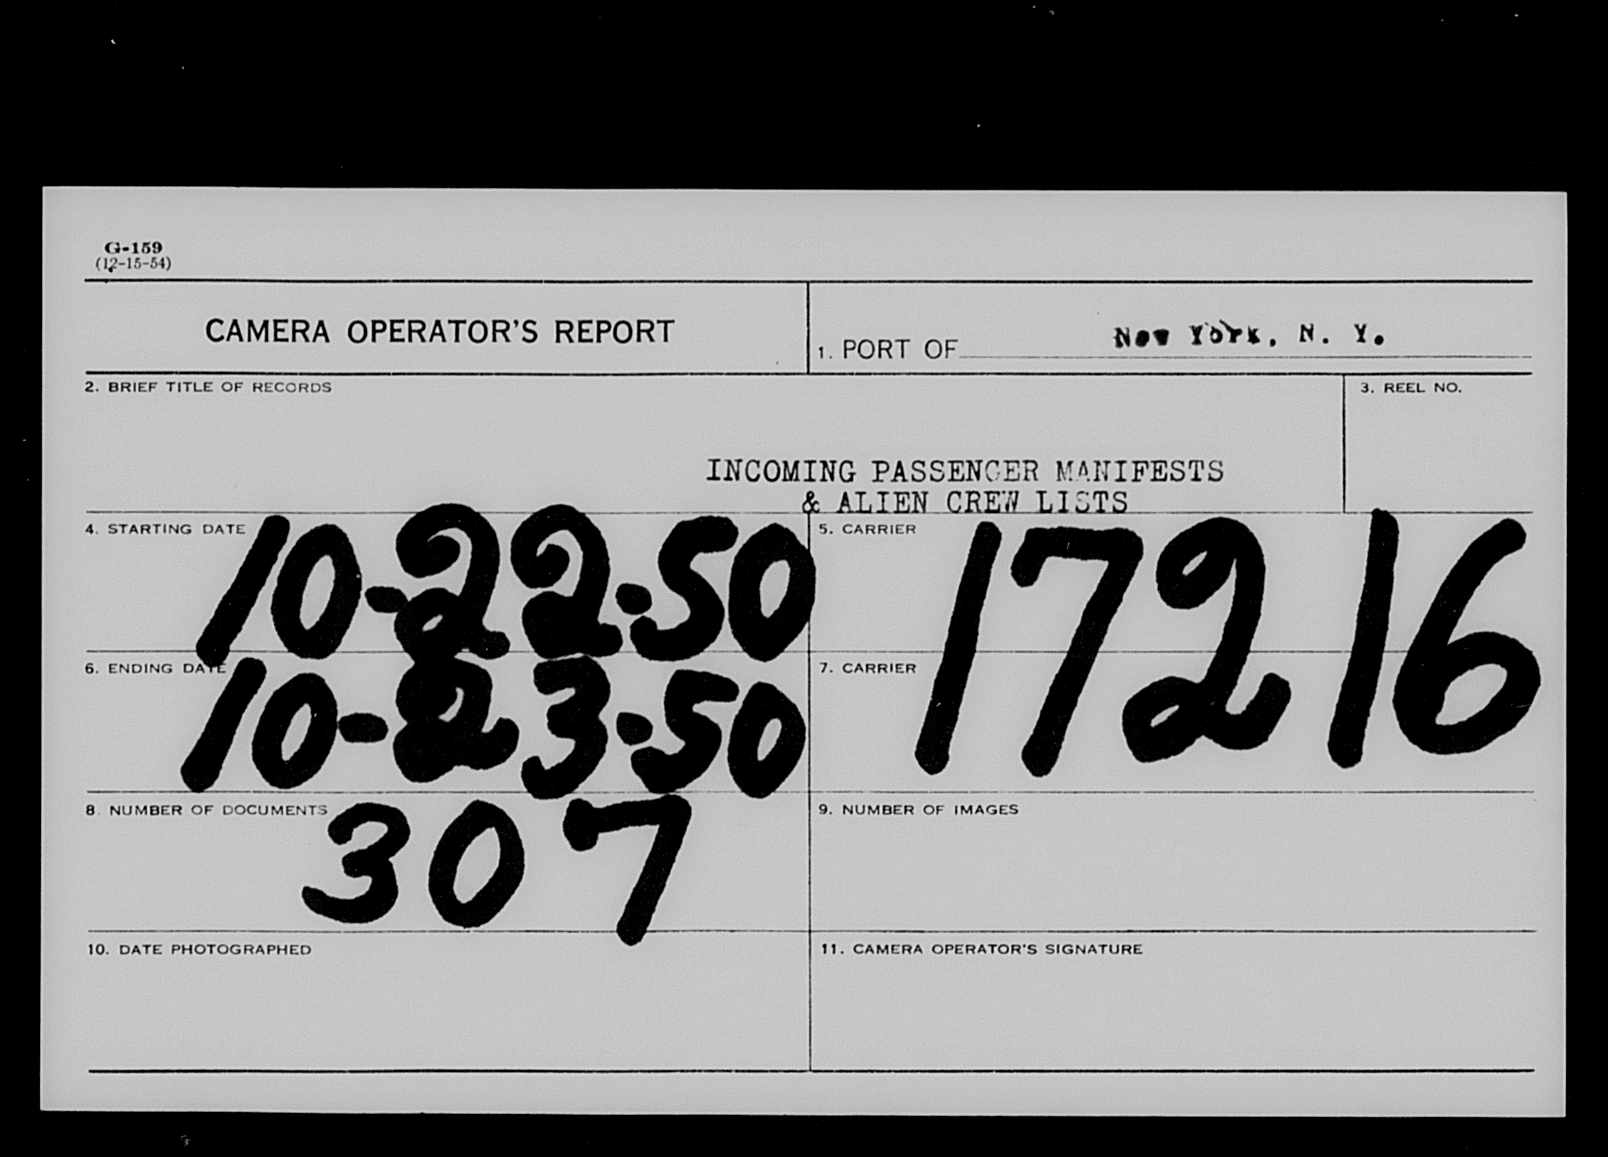 G-159
(12-15-54)
CAMERA OPERATOR'S REPORT
1. PORT OF New York, N. Y.
2. BRIEF TITLE OF RECORDS
3. REEL NO.
INCOMING PASSENGER MANIFESTS
& ALIEN CREW LISTS
4. STARTING DATE 10-22-50
5. CARRIER
17216
6. ENDING DATE 10-23-50
7. CARRIER
8. NUMBER OF DOCUMENTS 307
9. NUMBER OF IMAGES
10. DATE PHOTOGRAPHED
11. CAMERA OPERATOR'S SIGNATURE